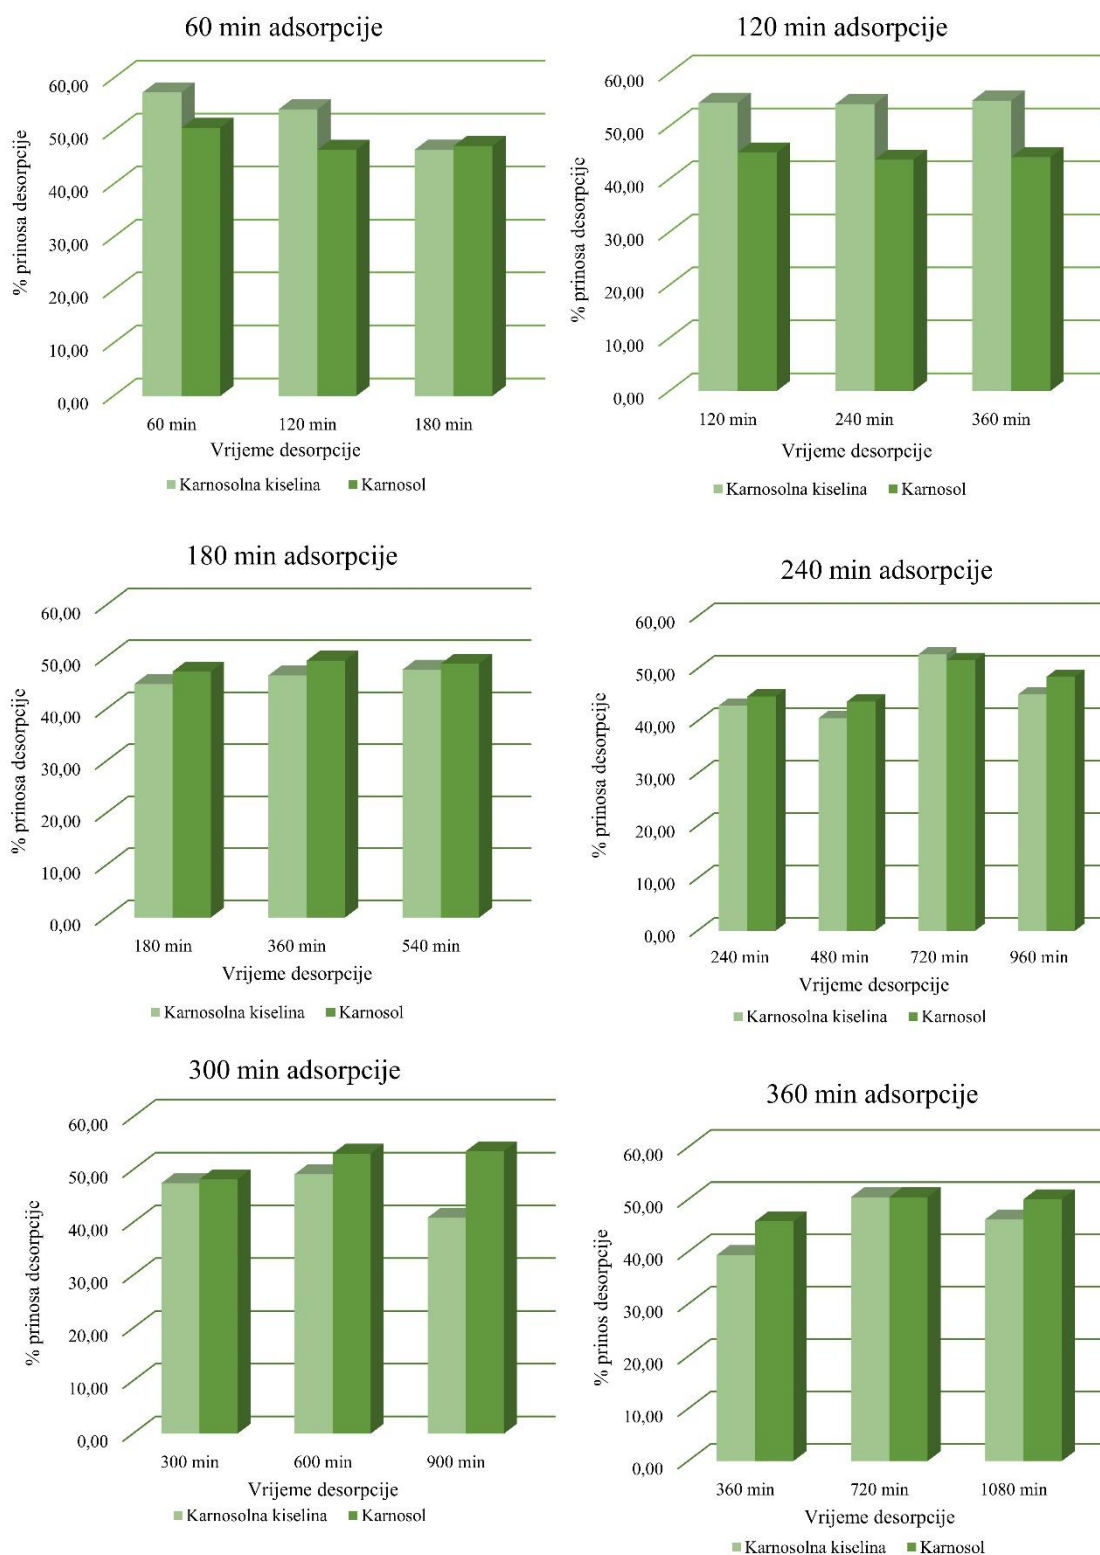 60 min adsorpcije
% prinosa desorpcije
60,00
50,00
40,00
30,00
20,00
10,00
0,00
60 min 120 min 180 min
Vrijeme desorpcije
Karnosolna kiselina Karnosol
120 min adsorpcije
% prinosa desorpcije
60,00
50,00
40,00
30,00
20,00
10,00
0,00
120 min 240 min 360 min
Vrijeme desorpcije
Karnosolna kiselina Karnosol
180 min adsorpcije
% prinosa desorpcije
60,00
50,00
40,00
30,00
20,00
10,00
0,00
180 min 360 min 540 min
Vrijeme desorpcije
Karnosolna kiselina Karnosol
240 min adsorpcije
% prinosa desorpcije
60,00
50,00
40,00
30,00
20,00
10,00
0,00
240 min 480 min 720 min 960 min
Vrijeme desorpcije
Karnosolna kiselina Karnosol
300 min adsorpcije
% prinosa desorpcije
60,00
50,00
40,00
30,00
20,00
10,00
0,00
300 min 600 min 900 min
Vrijeme desorpcije
Karnosolna kiselina Karnosol
360 min adsorpcije
% prinos desorpcije
60,00
50,00
40,00
30,00
20,00
10,00
0,00
360 min 720 min 1080 min
Vrijeme desorpcije
Karnosolna kiselina Karnosol